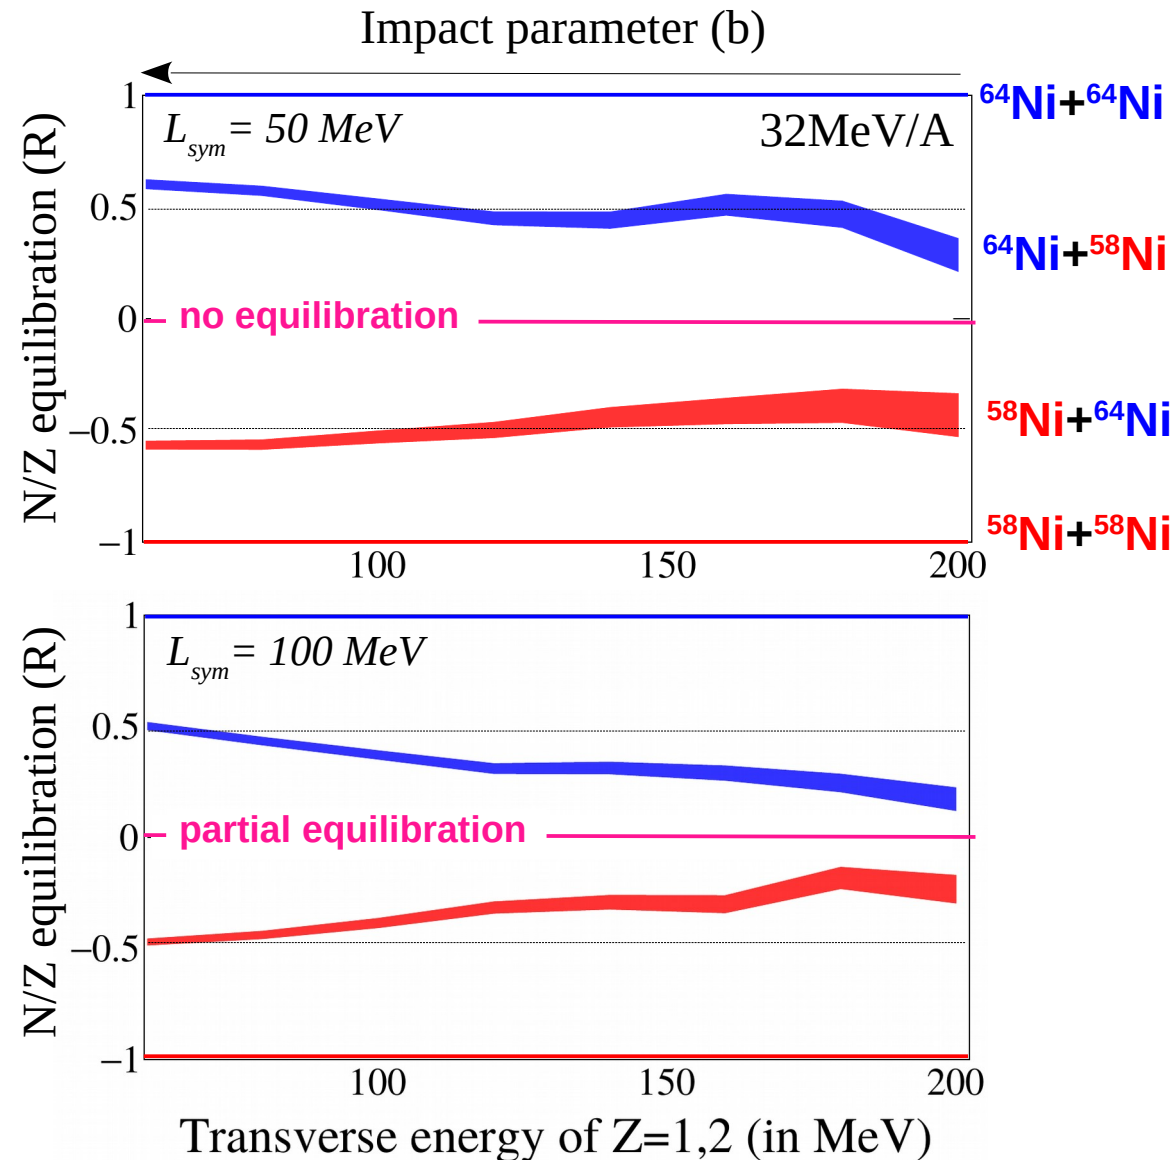 Impact parameter (b)
1
L_sym = 50 MeV
32MeV/A
⁶⁴Ni+⁶⁴Ni
N/Z equilibration (R)
0.5
⁶⁴Ni+⁵⁸Ni
0
no equilibration
−0.5
⁵⁸Ni+⁶⁴Ni
−1
⁵⁸Ni+⁵⁸Ni
100 150 200
1
L_sym = 100 MeV
N/Z equilibration (R)
0.5
0
partial equilibration
−0.5
−1
100 150 200
Transverse energy of Z=1,2 (in MeV)